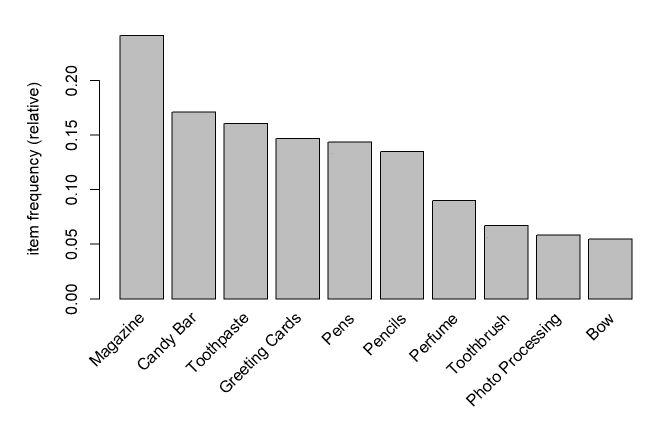 item frequency (relative)
0.20
0.15
0.10
0.05
0.00
Magazine
Candy Bar
Toothpaste
Greeting Cards
Pens
Pencils
Perfume
Toothbrush
Photo Processing
Bow